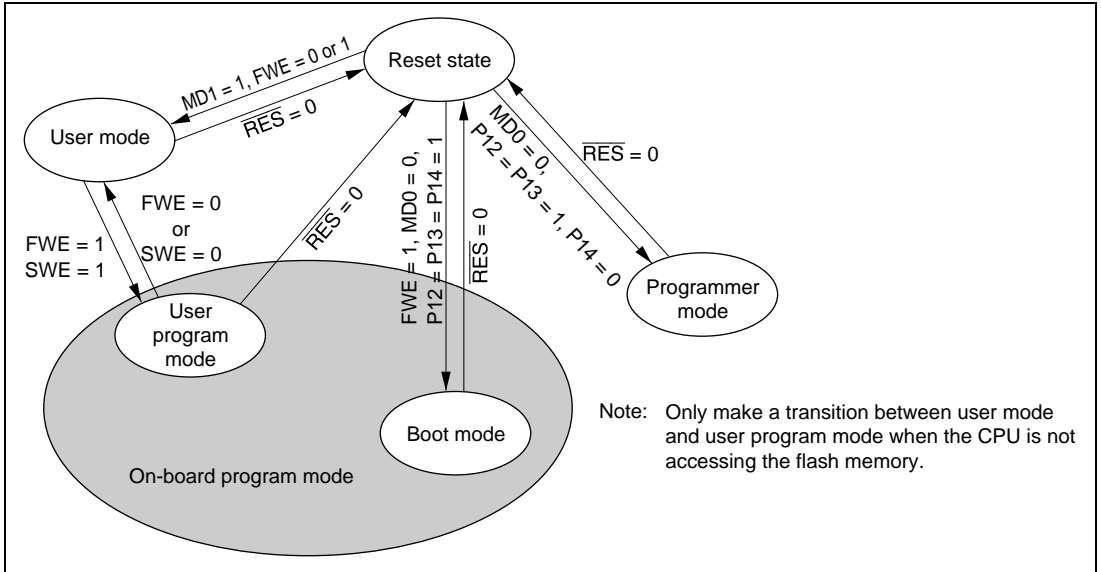 Reset state
MD1 = 1, FWE = 0 or 1
RES = 0
User mode
FWE = 0
or
SWE = 0
FWE = 1
SWE = 1
RES = 0
FWE = 1, MD0 = 0,
P12 = P13 = P14 = 1
RES = 0
MD0 = 0,
P12 = P13 = 1, P14 = 0
RES = 0
User
program
mode
Programmer
mode
Boot mode
On-board program mode
Note: Only make a transition between user mode
and user program mode when the CPU is not
accessing the flash memory.